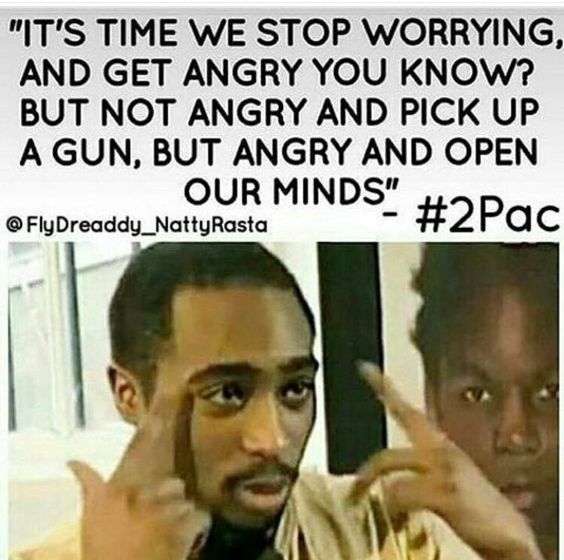 "IT'S TIME WE STOP WORRYING,
AND GET ANGRY YOU KNOW?
BUT NOT ANGRY AND PICK UP
A GUN, BUT ANGRY AND OPEN
OUR MINDS"
- #2Pac
@FlyDreaddy_NattyRasta